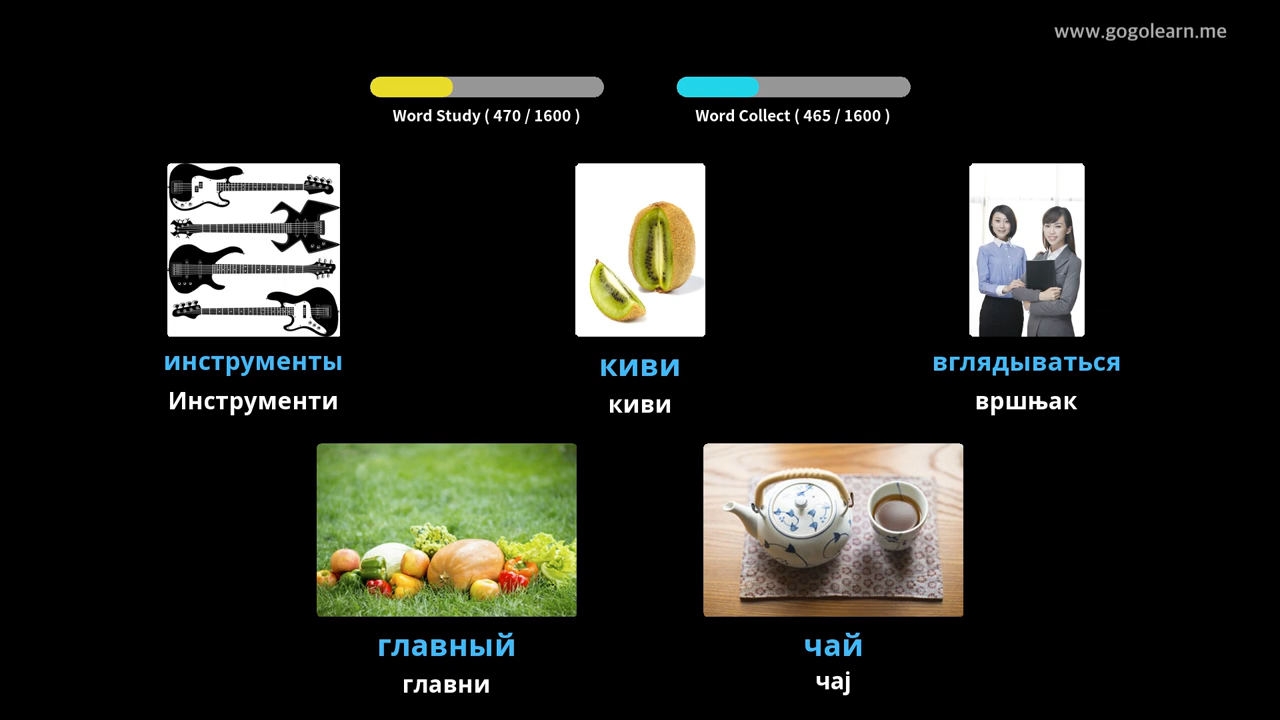 www.gogolearn.me
Word Study ( 470 / 1600 )
Word Collect ( 465 / 1600 )
инструменты
Инструменти
киви
киви
вглядываться
вршњак
главный
главни
чай
чај